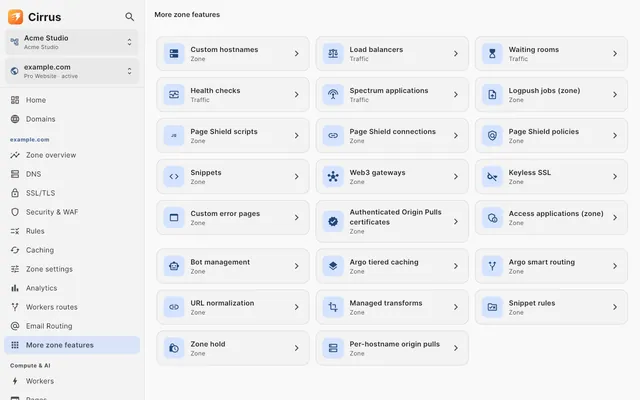 Cirrus
Acme Studio
Acme Studio
example.com
Pro Website · active
Home
Domains
example.com
Zone overview
DNS
SSL/TLS
Security & WAF
Rules
Caching
Zone settings
Analytics
Workers routes
Email Routing
More zone features
Compute & AI
Workers
Pages
More zone features
Custom hostnames
Zone
Load balancers
Traffic
Waiting rooms
Traffic
Health checks
Traffic
Spectrum applications
Traffic
Logpush jobs (zone)
Zone
JS
Page Shield scripts
Zone
Page Shield connections
Zone
Page Shield policies
Zone
Snippets
Zone
Web3 gateways
Zone
Keyless SSL
Zone
Custom error pages
Zone
Authenticated Origin Pulls
certificates
Zone
Access applications (zone)
Zone
Bot management
Zone
Argo tiered caching
Zone
Argo smart routing
Zone
URL normalization
Zone
Managed transforms
Zone
Snippet rules
Zone
Zone hold
Zone
Per-hostname origin pulls
Zone